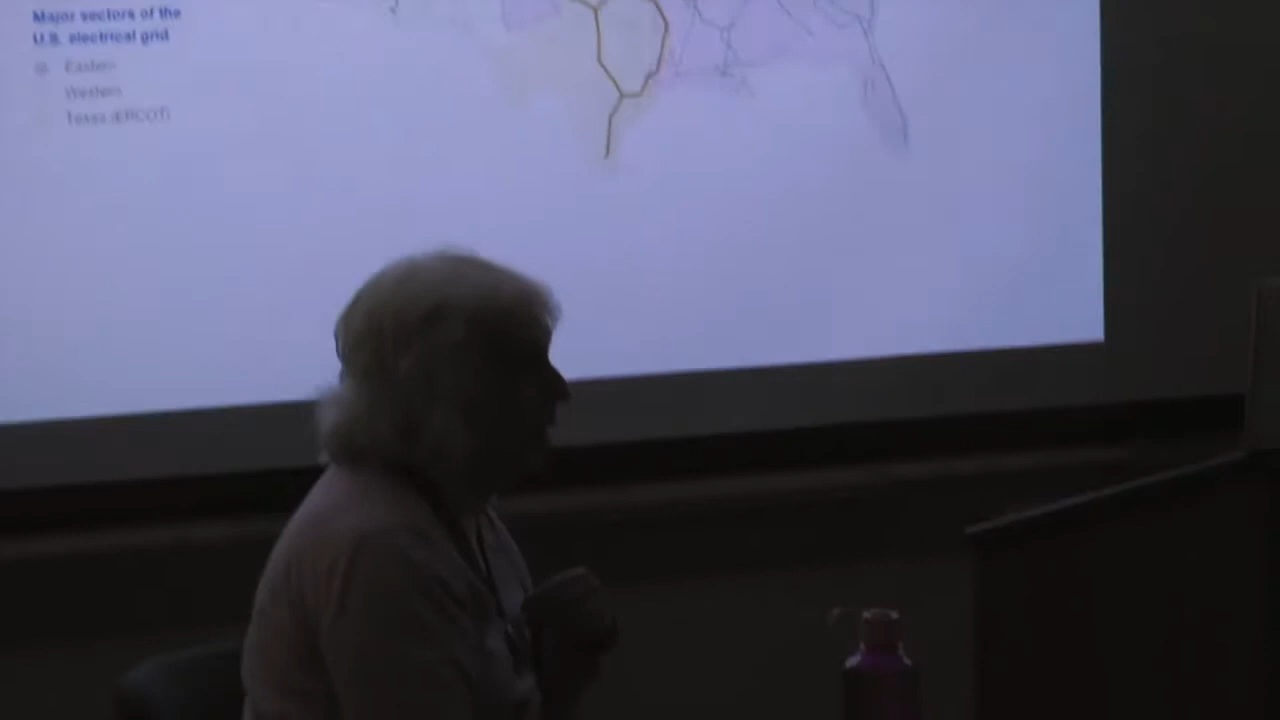 Major sectors of the
U.S. electrical grid
Eastern
Western
Texas (ERCOT)